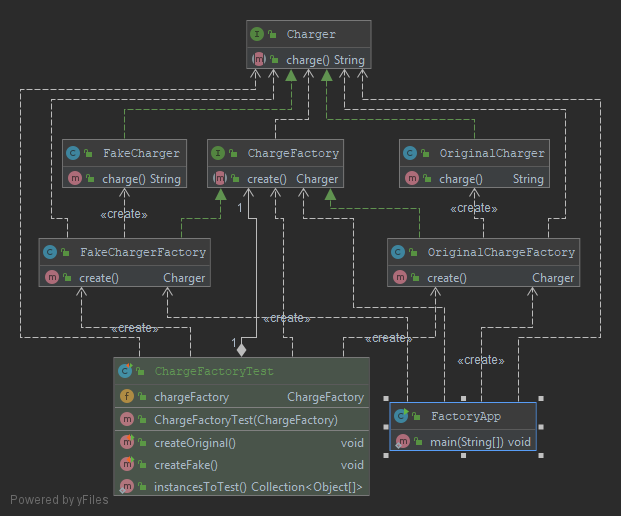 Charger
charge() String
FakeCharger
charge() String
ChargeFactory
create() Charger
OriginalCharger
charge() String
1
«create»
«create»
FakeChergerFactory
create() Charger
OriginalChargeFactory
create() Charger
«create»
«create»
1
«create»
ChargeFactoryTest
chargeFactory ChargeFactory
ChargeFactoryTest(ChargeFactory)
createOriginal() void
createFake() void
instancesToTest() Collection<Object[]>
FactoryApp
main(String[]) void
Powered by yFiles